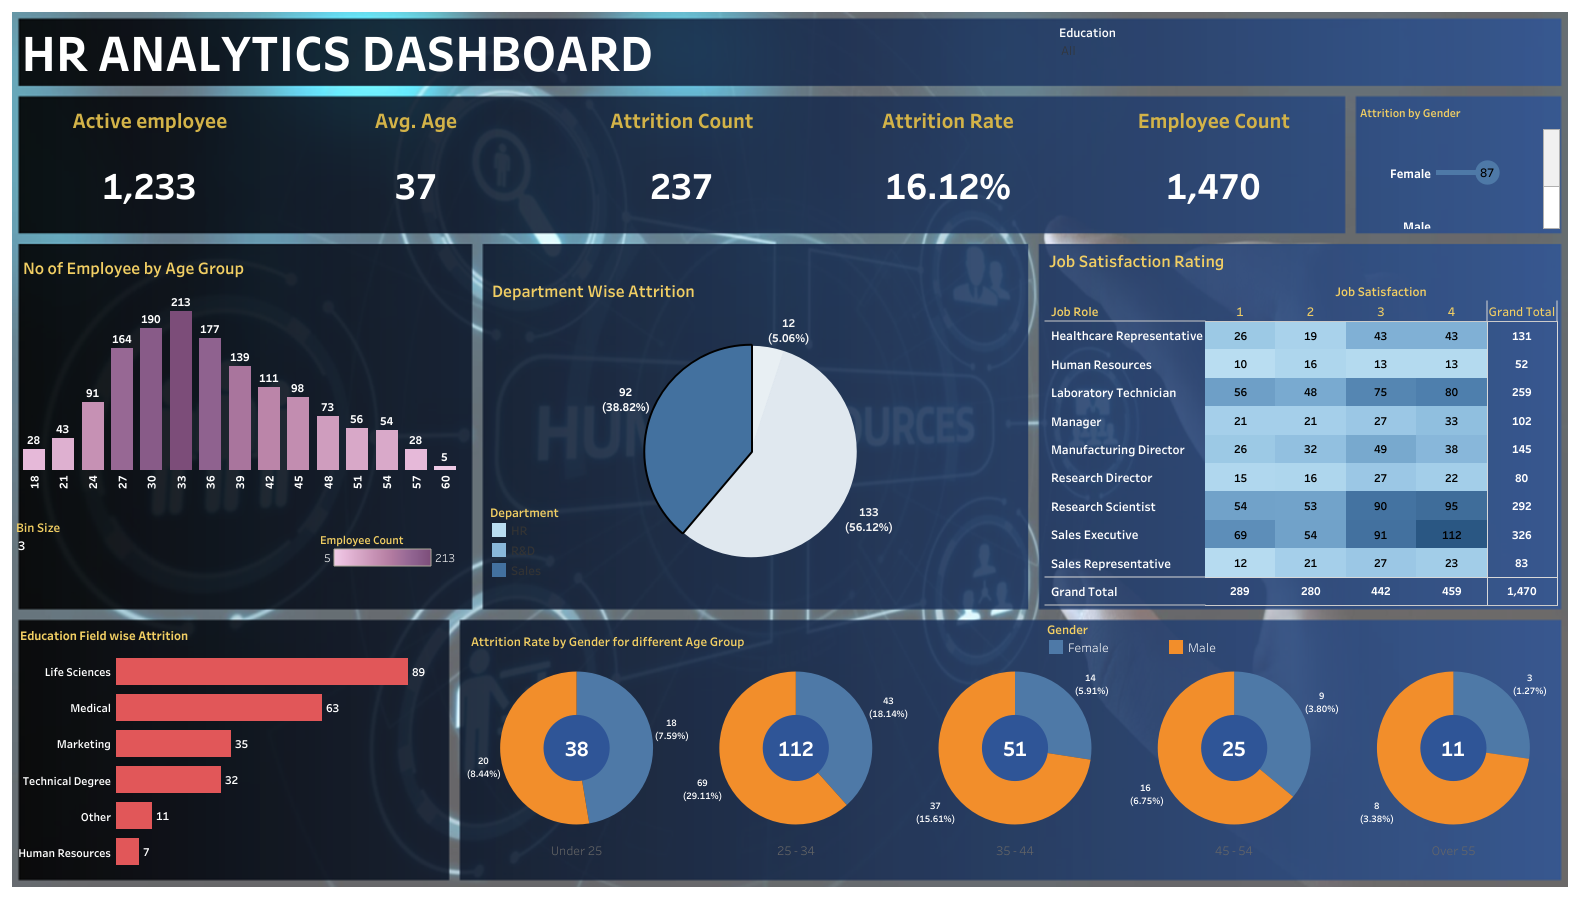 HR ANALYTICS DASHBOARD
Education
All
Active employee
1,233
Avg. Age
37
Attrition Count
237
Attrition Rate
16.12%
Employee Count
1,470
Attrition by Gender
Female 87
Male
No of Employee by Age Group
28 43 91 164 190 213 177 139 111 98 73 56 54 28 5
18 21 24 27 30 33 36 39 42 45 48 51 54 57 60
Bin Size
3
Employee Count
5 213
Department Wise Attrition
12
(5.06%)
92
(38.82%)
133
(56.12%)
Department
HR
R&D
Sales
Job Satisfaction Rating
Job Satisfaction
Job Role 1 2 3 4 Grand Total
Healthcare Representative 26 19 43 43 131
Human Resources 10 16 13 13 52
Laboratory Technician 56 48 75 80 259
Manager 21 21 27 33 102
Manufacturing Director 26 32 49 38 145
Research Director 15 16 27 22 80
Research Scientist 54 53 90 95 292
Sales Executive 69 54 91 112 326
Sales Representative 12 21 27 23 83
Grand Total 289 280 442 459 1,470
Education Field wise Attrition
Life Sciences 89
Medical 63
Marketing 35
Technical Degree 32
Other 11
Human Resources 7
Attrition Rate by Gender for different Age Group
Gender
Female Male
18
(7.59%)
38
20
(8.44%)
Under 25
43
(18.14%)
112
69
(29.11%)
25 - 34
14
(5.91%)
51
37
(15.61%)
35 - 44
9
(3.80%)
25
16
(6.75%)
45 - 54
3
(1.27%)
11
8
(3.38%)
Over 55